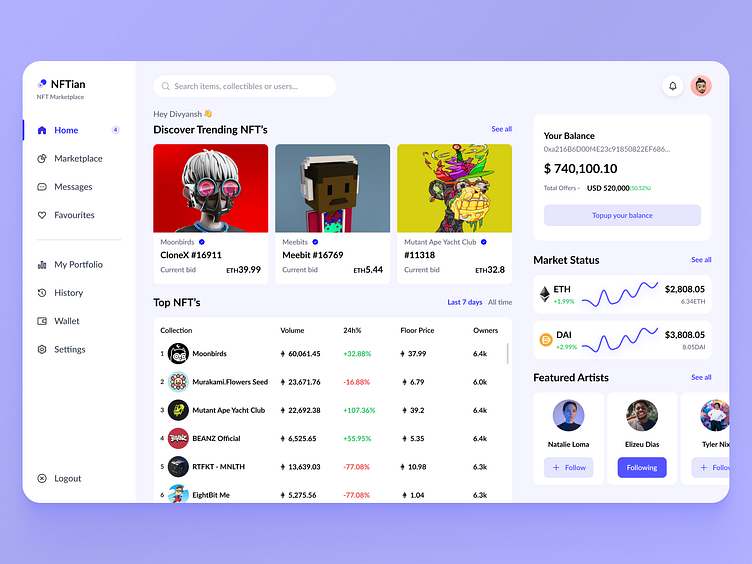 NFTian
NFT Marketplace
Home 4
Marketplace
Messages
Favourites
My Portfolio
History
Wallet
Settings
Logout
Search items, collectibles or users...
Hey Divyansh 👋
Discover Trending NFT's
See all
Moonbirds
CloneX #16911
Current bid ETH39.99
Meebits
Meebit #16769
Current bid ETH5.44
Mutant Ape Yacht Club
#11318
Current bid ETH32.8
Top NFT's
Last 7 days All time
Collection Volume 24h% Floor Price Owners
1 Moonbirds 60,061.45 +32.88% 37.99 6.4k
2 Murakami.Flowers Seed 23,671.76 -16.88% 6.79 6.0k
3 Mutant Ape Yacht Club 22,692.38 +107.36% 39.2 6.4k
4 BEANZ Official 6,525.65 +55.95% 5.35 6.4k
5 RTFKT - MNLTH 13,639.03 -77.08% 10.98 6.3k
6 EightBit Me 5,275.56 -77.08% 1.04 6.3k
Your Balance
0xa216B6D00f4E23c91850822EF686...
$ 740,100.10
Total Offers - USD 520,000(50.52%)
Topup your balance
Market Status
See all
ETH
+1.99%
$2,808.05
6.34ETH
DAI
+2.99%
$3,808.05
8.05DAI
Featured Artists
See all
Natalie Loma
+ Follow
Elizeu Dias
Following
Tyler Nix
+ Follow